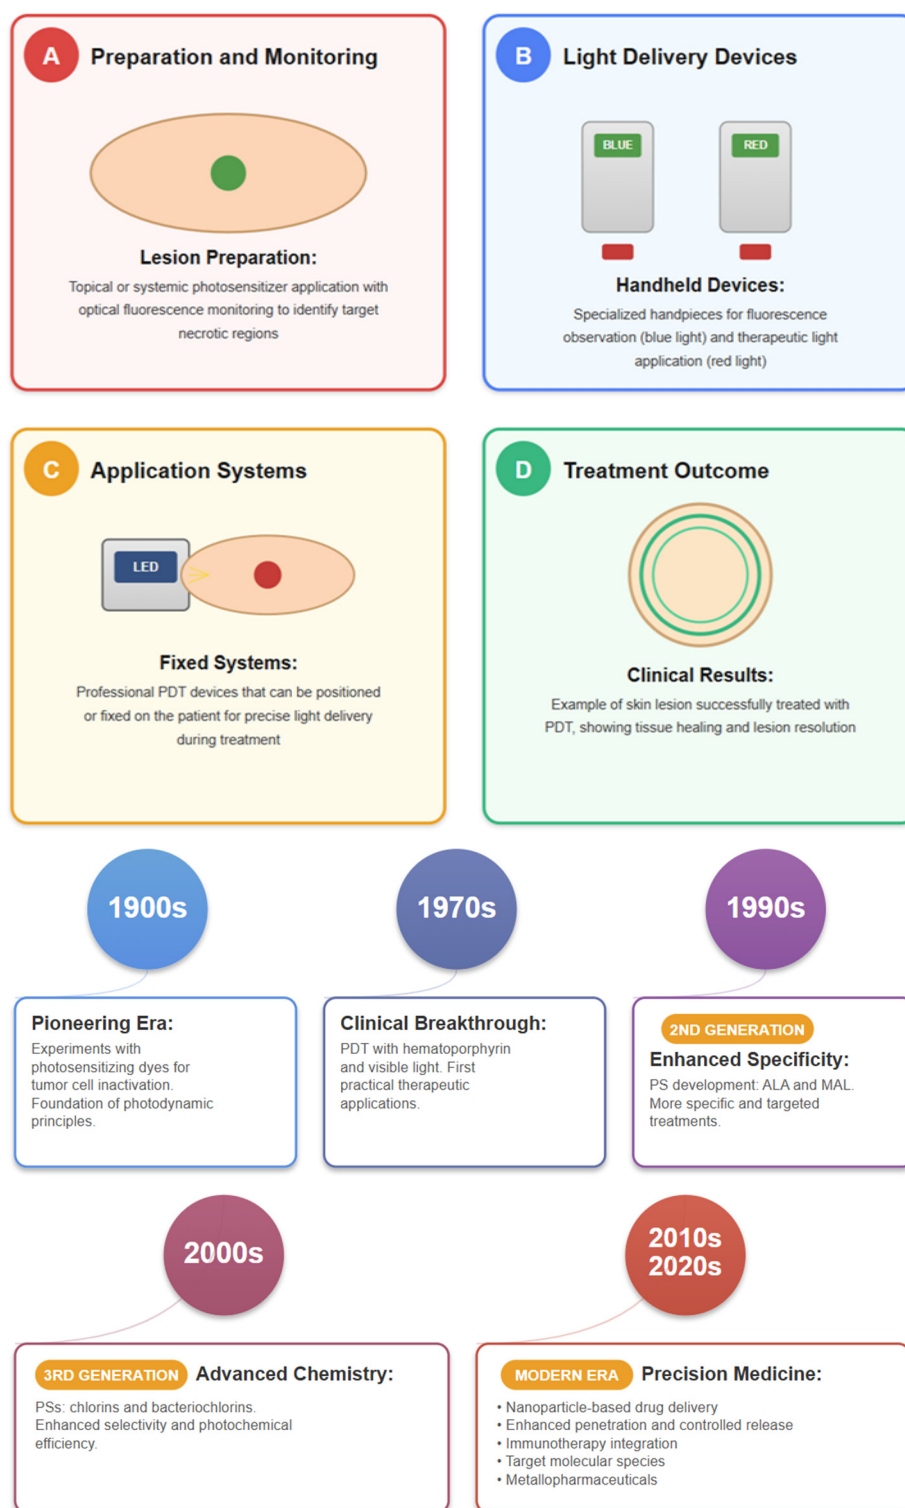 A
Preparation and Monitoring
Lesion Preparation:
Topical or systemic photosensitizer application with
optical fluorescence monitoring to identify target
necrotic regions
B
Light Delivery Devices
BLUE
RED
Handheld Devices:
Specialized handpieces for fluorescence
observation (blue light) and therapeutic light
application (red light)
C
Application Systems
LED
Fixed Systems:
Professional PDT devices that can be positioned
or fixed on the patient for precise light delivery
during treatment
D
Treatment Outcome
Clinical Results:
Example of skin lesion successfully treated with
PDT, showing tissue healing and lesion resolution
1900s
Pioneering Era:
Experiments with
photosensitizing dyes for
tumor cell inactivation.
Foundation of photodynamic
principles.
1970s
Clinical Breakthrough:
PDT with hematoporphyrin
and visible light. First
practical therapeutic
applications.
1990s
2ND GENERATION
Enhanced Specificity:
PS development: ALA and MAL.
More specific and targeted
treatments.
2000s
3RD GENERATION Advanced Chemistry:
PSs: chlorins and bacteriochlorins.
Enhanced selectivity and photochemical
efficiency.
2010s
2020s
MODERN ERA Precision Medicine:
• Nanoparticle-based drug delivery
• Enhanced penetration and controlled release
• Immunotherapy integration
• Target molecular species
• Metallopharmaceuticals